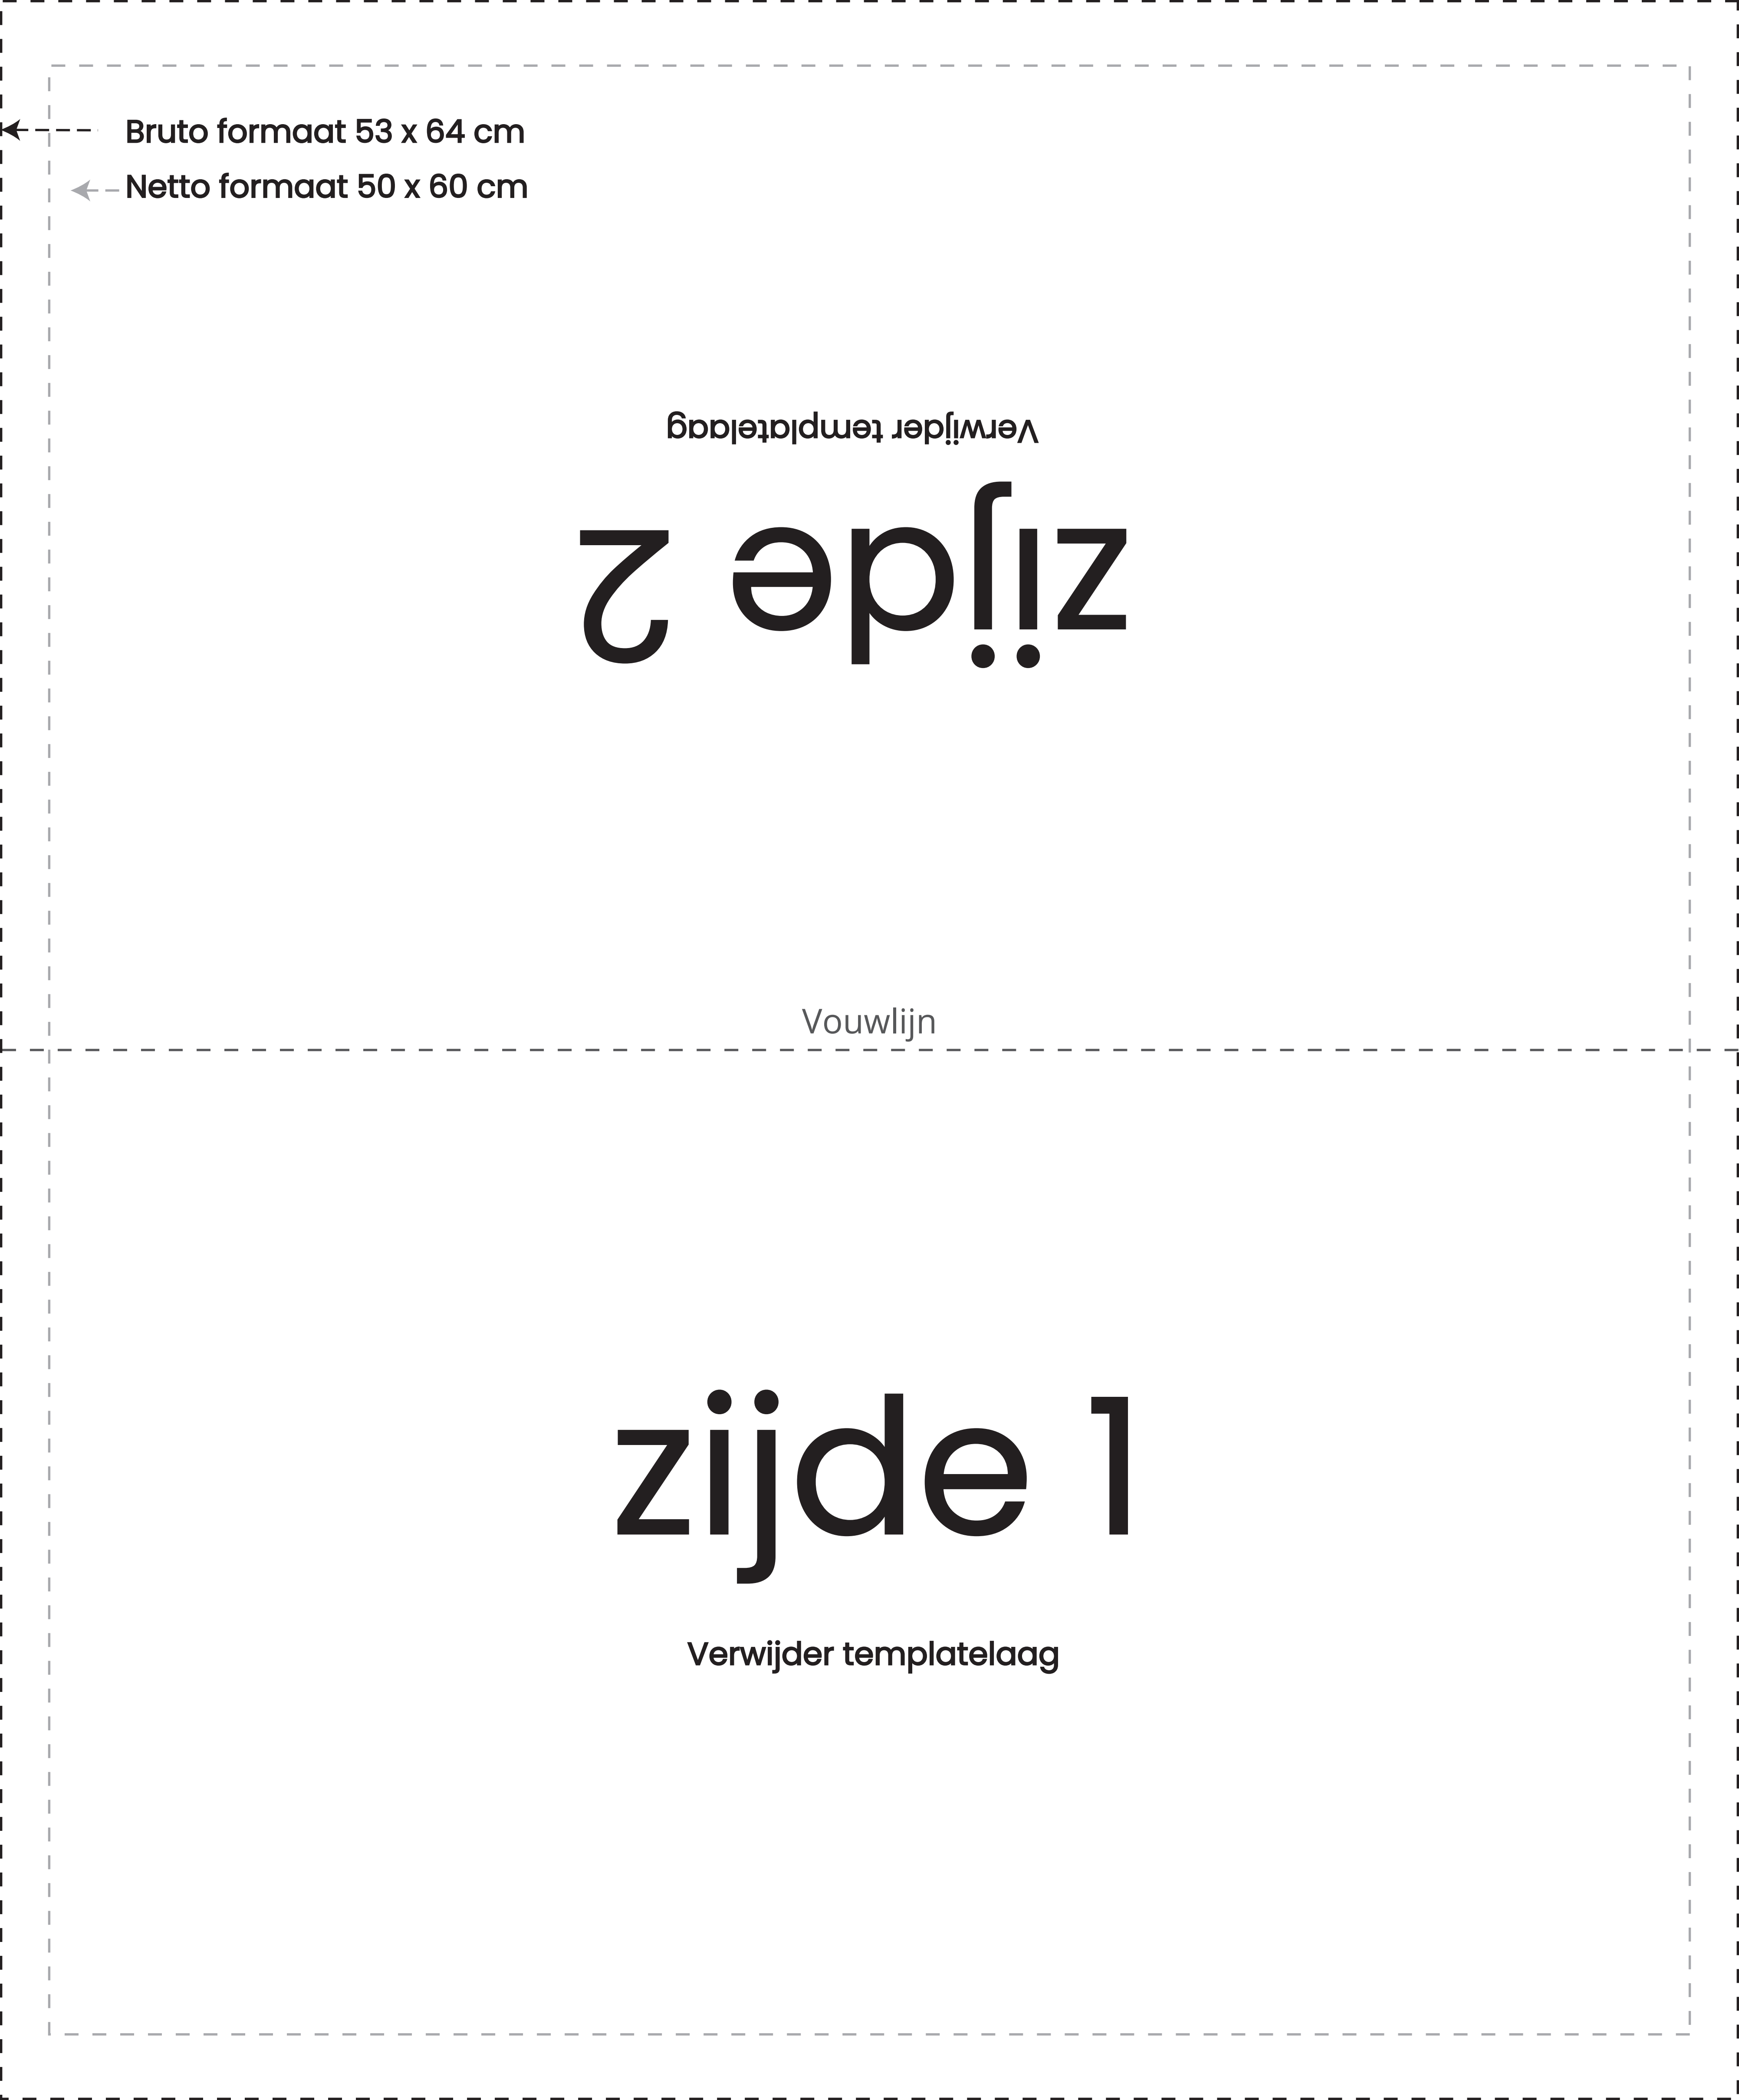 Bruto formaat 53 x 64 cm
Netto formaat 50 x 60 cm
Verwijder templatelaag
zijde 2
Vouwlijn
zijde 1
Verwijder templatelaag